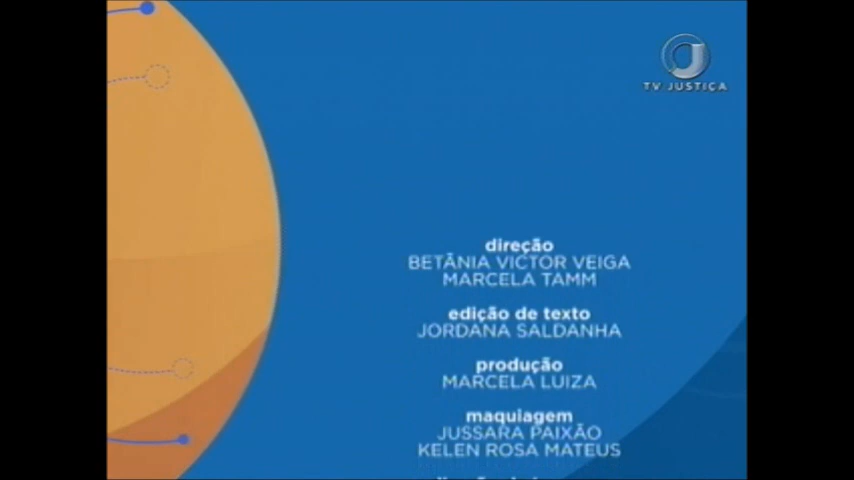 TV JUSTIÇA
direção
BETÂNIA VICTOR VEIGA
MARCELA TAMM
edição de texto
JORDANA SALDANHA
produção
MARCELA LUIZA
maquiagem
JUSSARA PAIXÃO
KELEN ROSA MATEUS